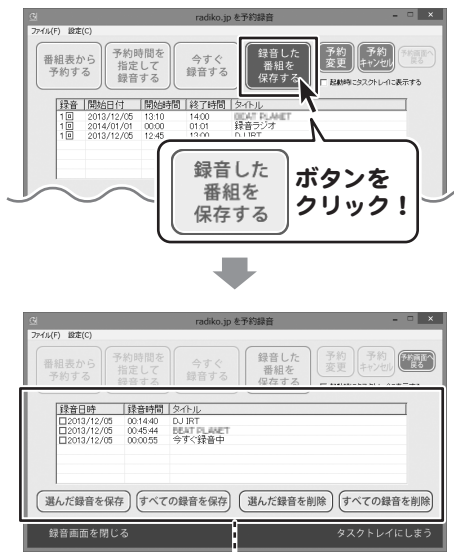 radiko.jp を予約録音
ファイル(F) 設定(C)
番組表から
予約する
予約時間を
指定して
録音する
今すぐ
録音する
録音した
番組を
保存する
予約
変更
予約
キャンセル
予約画面へ
戻る
起動時にタスクトレイに表示する
録音 開始日付 開始時間 終了時間 タイトル
1回 2013/12/05 13:10 14:00 BEAT PLANET
1回 2014/01/01 00:00 01:01 録音ラジオ
1回 2013/12/05 12:45 13:00 DJ IRT
録音した
番組を
保存する
ボタンを
クリック！
radiko.jp を予約録音
ファイル(F) 設定(C)
番組表から
予約する
予約時間を
指定して
録音する
今すぐ
録音する
録音した
番組を
保存する
予約
変更
予約
キャンセル
予約画面へ
戻る
録音日時 録音時間 タイトル
2013/12/05 00:14:40 DJ IRT
2013/12/05 00:45:44 BEAT PLANET
2013/12/05 00:00:55 今すぐ録音中
選んだ録音を保存 すべての録音を保存 選んだ録音を削除 すべての録音を削除
録音画面を閉じる タスクトレイにしまう